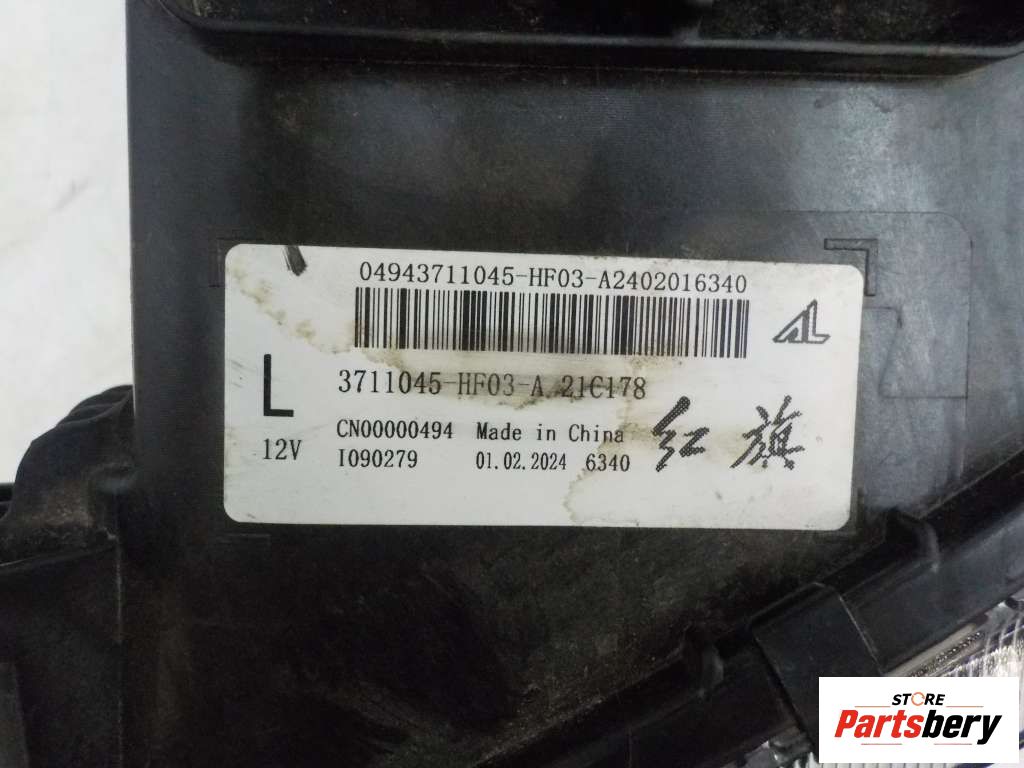 04943711045-HF03-A2402016340
AL
L
3711045-HF03-A 21C178
12V
CN00000494 Made in China
I090279 01.02.2024 6340
红旗
STORE
Partsbery